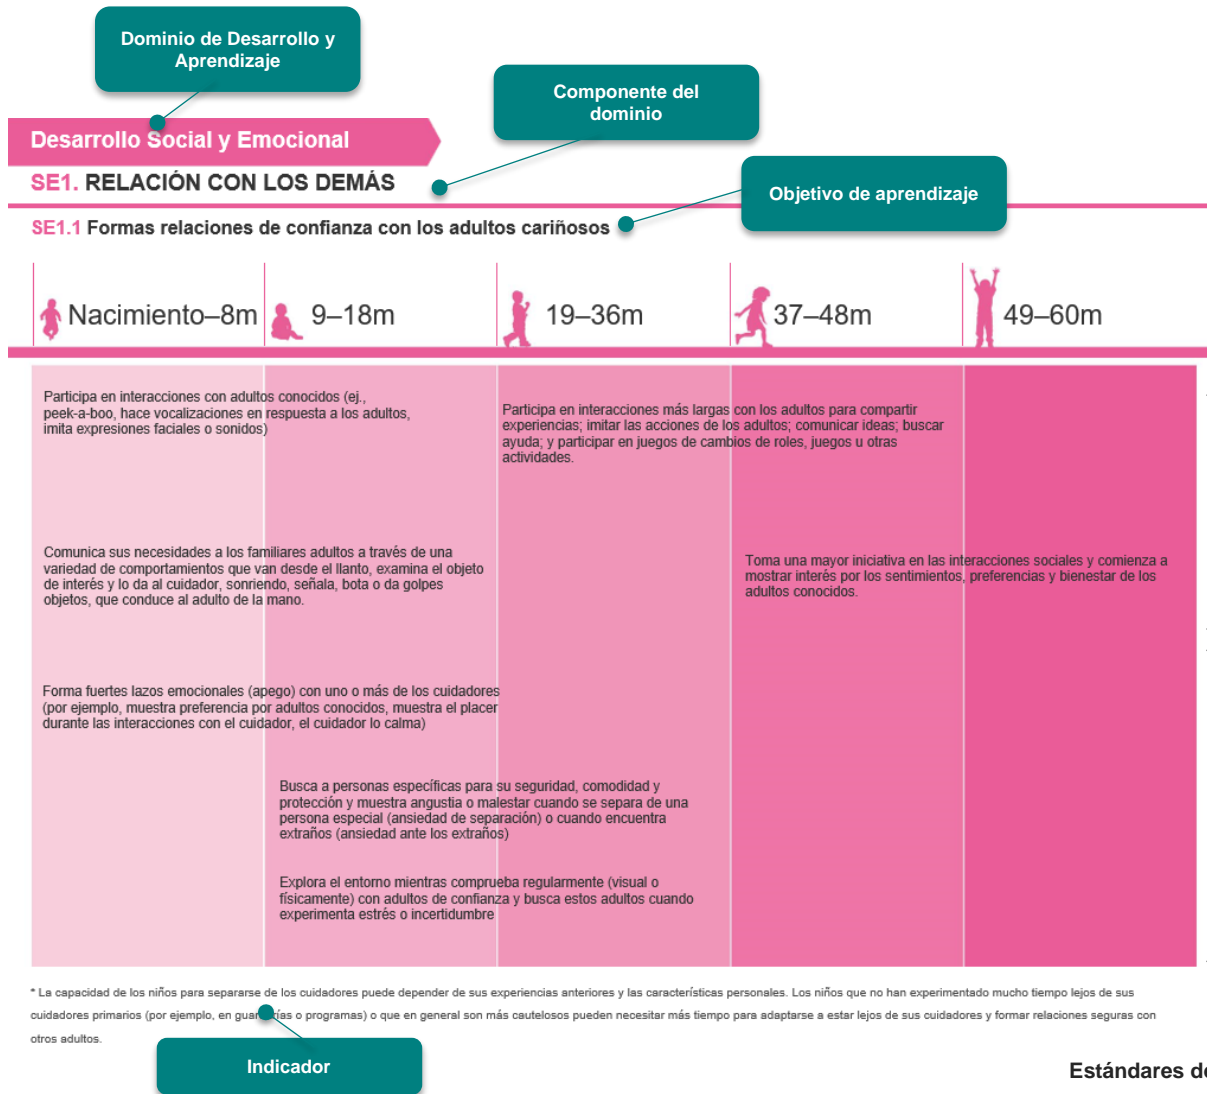 Dominio de Desarrollo y
Aprendizaje
Componente del
dominio
Desarrollo Social y Emocional
SE1. RELACIÓN CON LOS DEMÁS
Objetivo de aprendizaje
SE1.1 Formas relaciones de confianza con los adultos cariñosos
Nacimiento–8m
9–18m
19–36m
37–48m
49–60m
Participa en interacciones con adultos conocidos (ej.,
peek-a-boo, hace vocalizaciones en respuesta a los adultos,
imita expresiones faciales o sonidos)
Participa en interacciones más largas con los adultos para compartir
experiencias; imitar las acciones de los adultos; comunicar ideas; buscar
ayuda; y participar en juegos de cambios de roles, juegos u otras
actividades.
Comunica sus necesidades a los familiares adultos a través de una
variedad de comportamientos que van desde el llanto, examina el objeto
de interés y lo da al cuidador, sonriendo, señala, bota o da golpes
objetos, que conduce al adulto de la mano.
Toma una mayor iniciativa en las interacciones sociales y comienza a
mostrar interés por los sentimientos, preferencias y bienestar de los
adultos conocidos.
Forma fuertes lazos emocionales (apego) con uno o más de los cuidadores
(por ejemplo, muestra preferencia por adultos conocidos, muestra el placer
durante las interacciones con el cuidador, el cuidador lo calma)
Busca a personas específicas para su seguridad, comodidad y
protección y muestra angustia o malestar cuando se separa de una
persona especial (ansiedad de separación) o cuando encuentra
extraños (ansiedad ante los extraños)
Explora el entorno mientras comprueba regularmente (visual o
físicamente) con adultos de confianza y busca estos adultos cuando
experimenta estrés o incertidumbre
* La capacidad de los niños para separarse de los cuidadores puede depender de sus experiencias anteriores y las características personales. Los niños que no han experimentado mucho tiempo lejos de sus
cuidadores primarios (por ejemplo, en guarderías o programas) o que en general son más cautelosos pueden necesitar más tiempo para adaptarse a estar lejos de sus cuidadores y formar relaciones seguras con
otros adultos.
Indicador
Estándares de